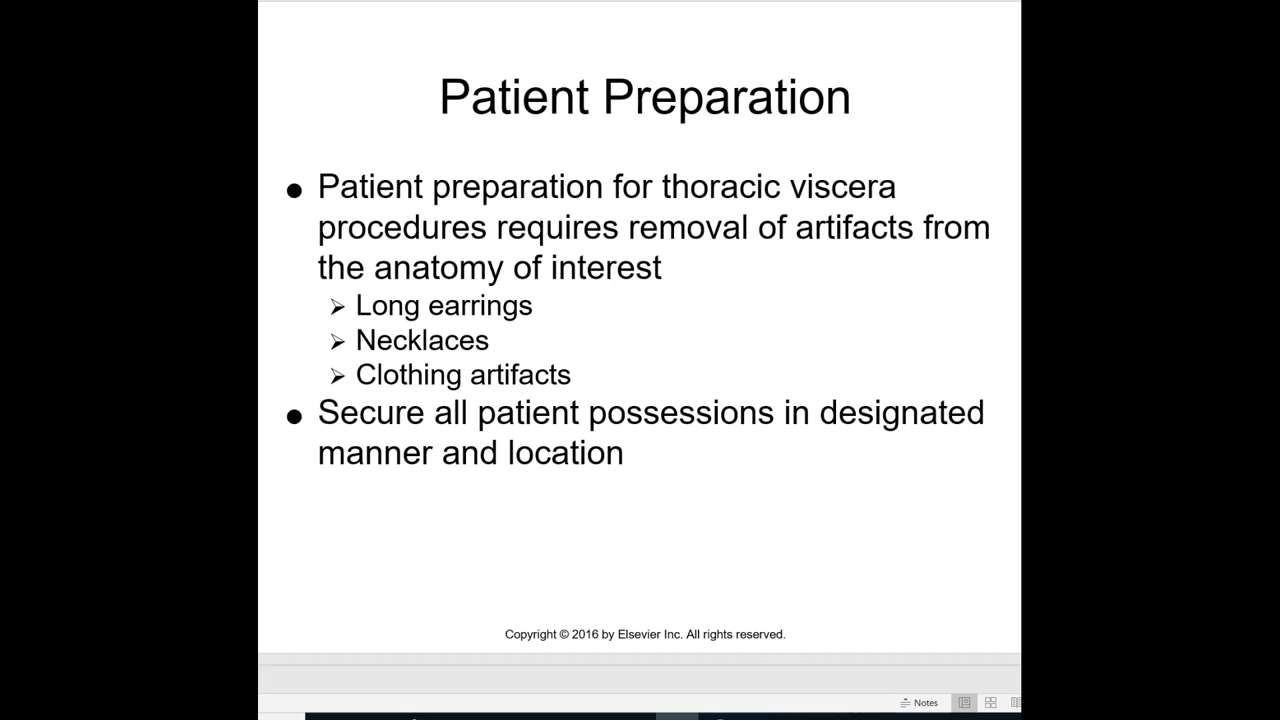 Patient Preparation
● Patient preparation for thoracic viscera
procedures requires removal of artifacts from
the anatomy of interest
➢ Long earrings
➢ Necklaces
➢ Clothing artifacts
● Secure all patient possessions in designated
manner and location
Copyright © 2016 by Elsevier Inc. All rights reserved.
Notes